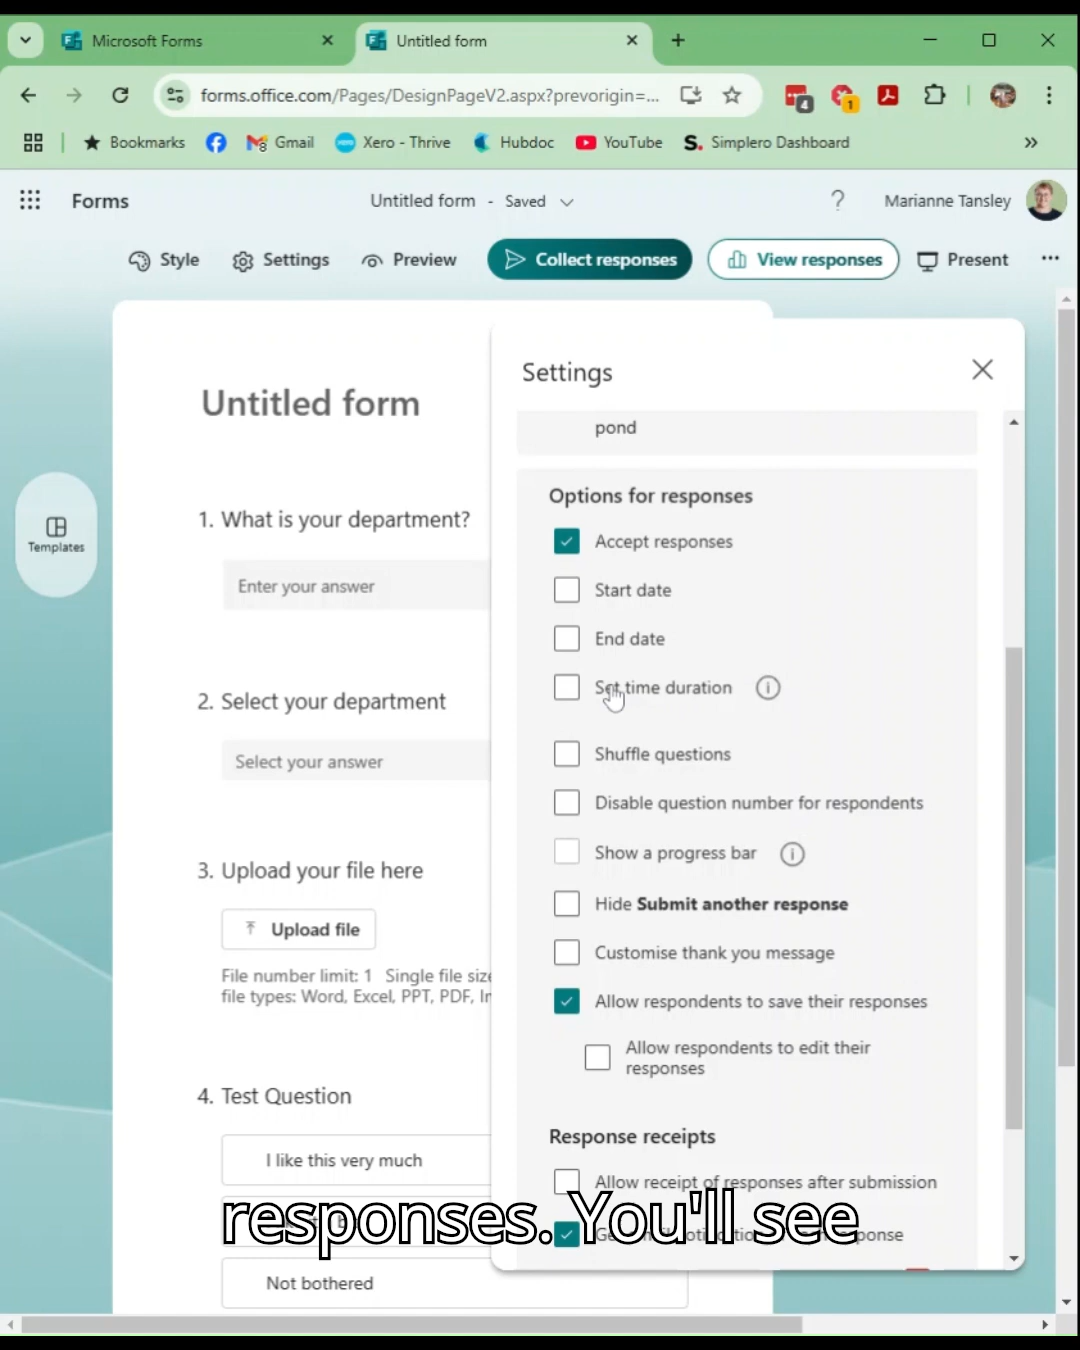 Microsoft Forms
Untitled form
forms.office.com/Pages/DesignPageV2.aspx?prevorigin=...
4
1
Bookmarks
Gmail
Xero - Thrive
Hubdoc
YouTube
S. Simplero Dashboard
Forms
Untitled form - Saved
Marianne Tansley
Style
Settings
Preview
Collect responses
View responses
Present
Templates
Untitled form
1. What is your department?
Enter your answer
2. Select your department
Select your answer
3. Upload your file here
Upload file
File number limit: 1 Single file size
file types: Word, Excel, PPT, PDF,
4. Test Question
I like this very much
Not bothered
Settings
pond
Options for responses
Accept responses
Start date
End date
Set time duration
Shuffle questions
Disable question number for respondents
Show a progress bar
Hide Submit another response
Customise thank you message
Allow respondents to save their responses
Allow respondents to edit their
responses
Response receipts
Allow receipt of responses after submission
responses. You'll see